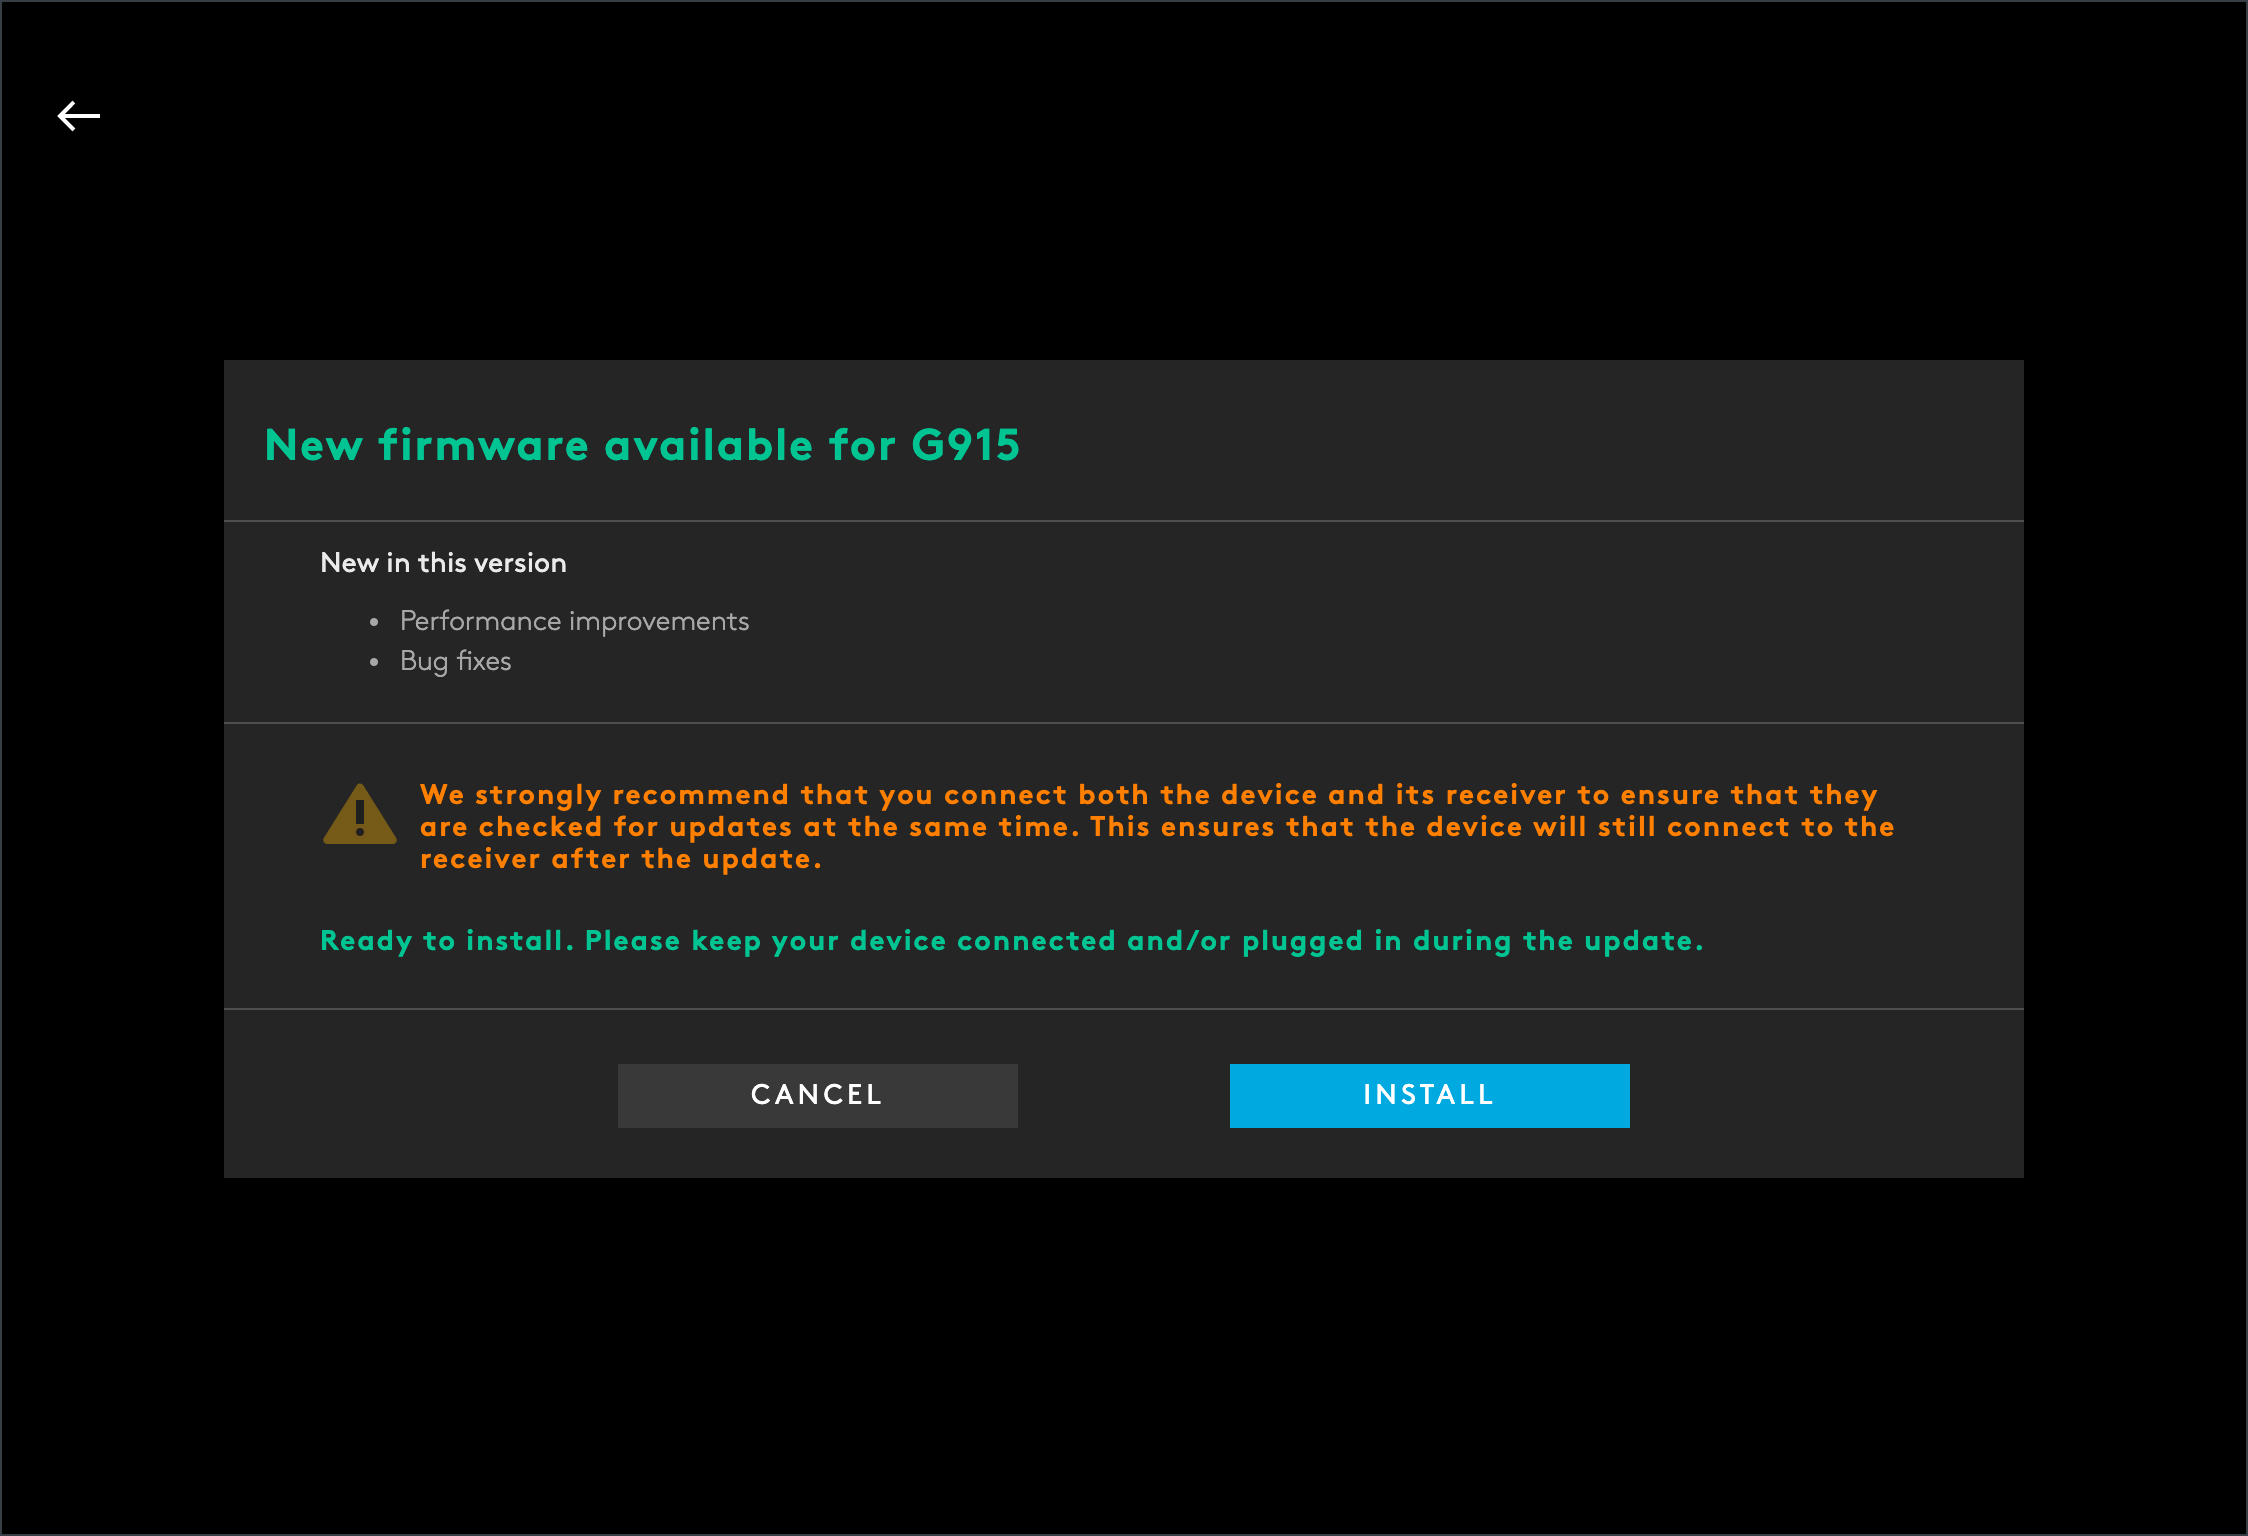 New firmware available for G915
New in this version
• Performance improvements
• Bug fixes
We strongly recommend that you connect both the device and its receiver to ensure that they
are checked for updates at the same time. This ensures that the device will still connect to the
receiver after the update.
Ready to install. Please keep your device connected and/or plugged in during the update.
CANCEL
INSTALL